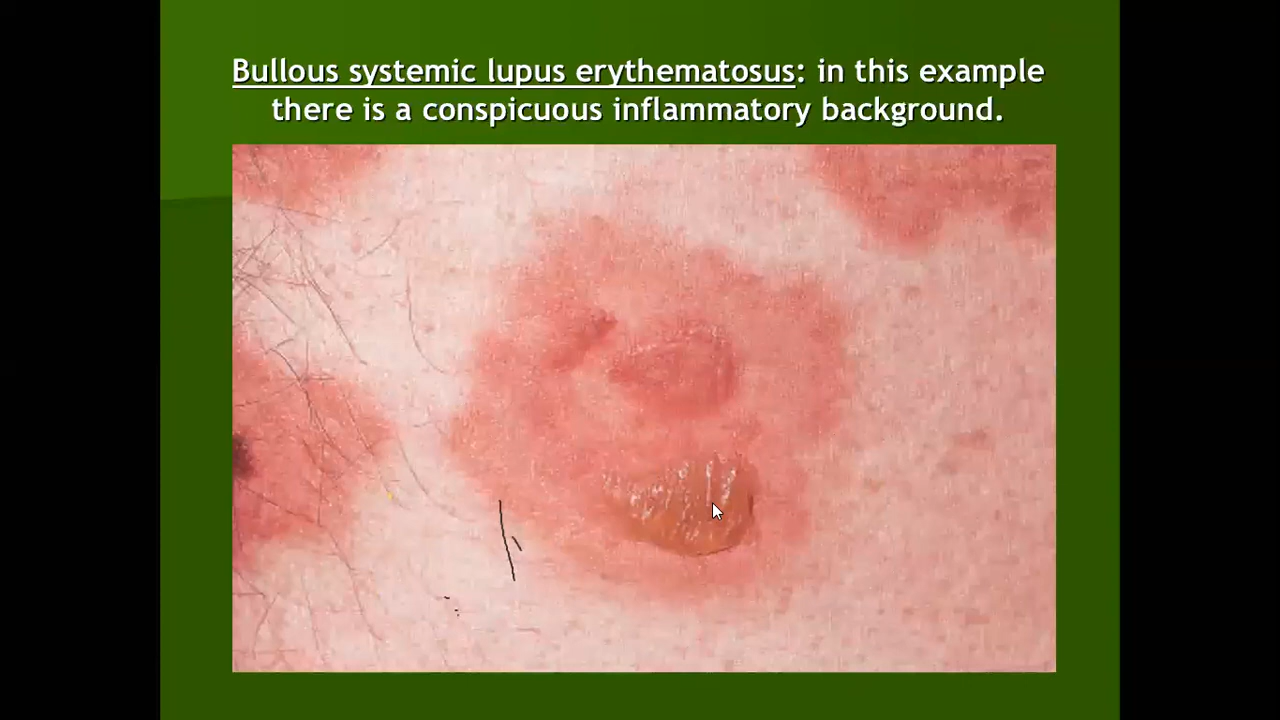 Bullous systemic lupus erythematosus: in this example
there is a conspicuous inflammatory background.